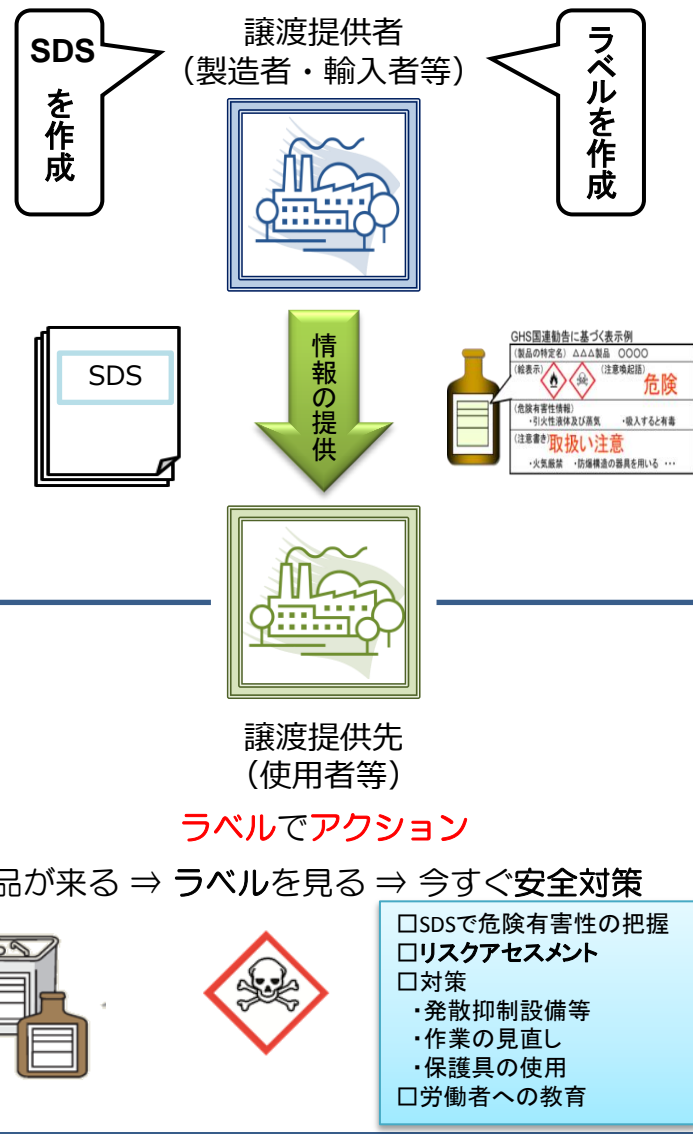 SDSを作成
譲渡提供者
（製造者・輸入者等）
ラベルを作成
情報の提供
SDS
GHS国連勧告に基づく表示例
(製品の特定名) △△△製品 〇〇〇〇
(絵表示)
(注意喚起語)
危険
(危険有害性情報)
・引火性液体及び蒸気 ・吸入すると有毒
(注意書き)取扱い注意
・火気厳禁 ・防爆構造の器具を用いる …
譲渡提供先
（使用者等）
ラベルでアクション
品が来る ⇒ ラベルを見る ⇒ 今すぐ安全対策
□SDSで危険有害性の把握
□リスクアセスメント
□対策
・発散抑制設備等
・作業の見直し
・保護具の使用
□労働者への教育